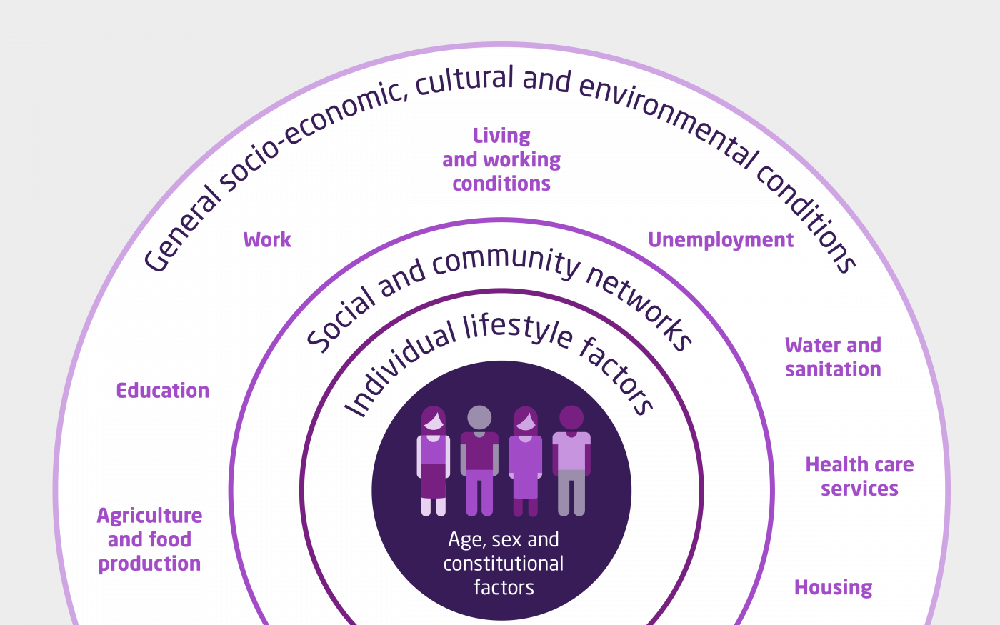 General socio-economic, cultural and environmental conditions
Living
and working
conditions
Work
Unemployment
Social and community networks
Individual lifestyle factors
Water and
sanitation
Education
Health care
services
Agriculture
and food
production
Age, sex and
constitutional
factors
Housing